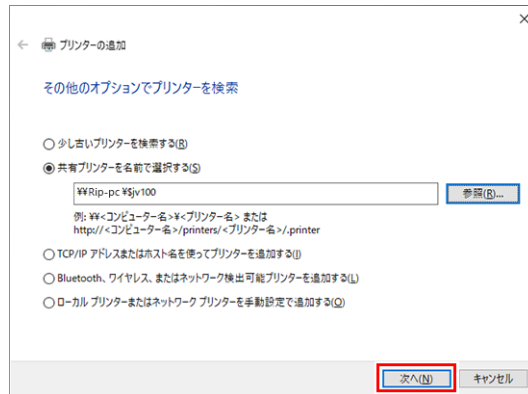 プリンターの追加
その他のオプションでプリンターを検索
少し古いプリンターを検索する(R)
共有プリンターを名前で選択する(S)
¥¥Rip-pc ¥$jv100
参照(R)...
例: ¥¥<コンピューター名>¥<プリンター名> または
http://<コンピューター名>/printers/<プリンター名>/.printer
TCP/IP アドレスまたはホスト名を使ってプリンターを追加する(I)
Bluetooth、ワイヤレス、またはネットワーク検出可能プリンターを追加する(L)
ローカル プリンターまたはネットワーク プリンターを手動設定で追加する(O)
次へ(N)
キャンセル